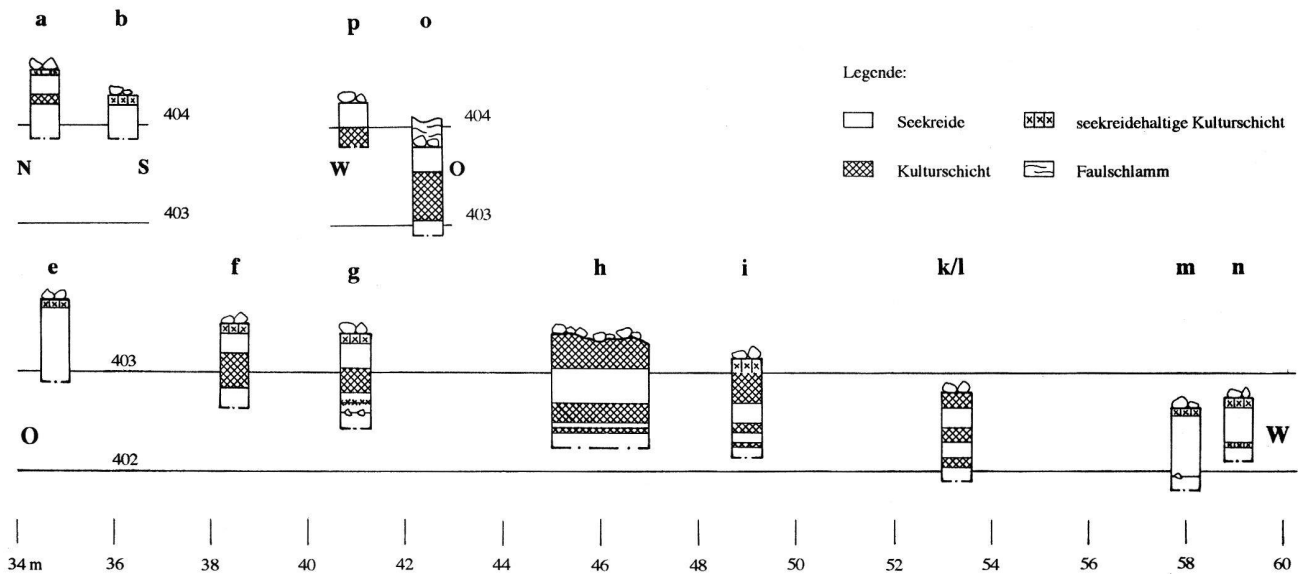 a b p o
Legende:
404 404
Seekreide seekreidehaltige Kulturschicht
N S W O
Kulturschicht Faulschlamm
403 403
e f g h i k/l m n
403
O W
402
34 m 36 38 40 42 44 46 48 50 52 54 56 58 60